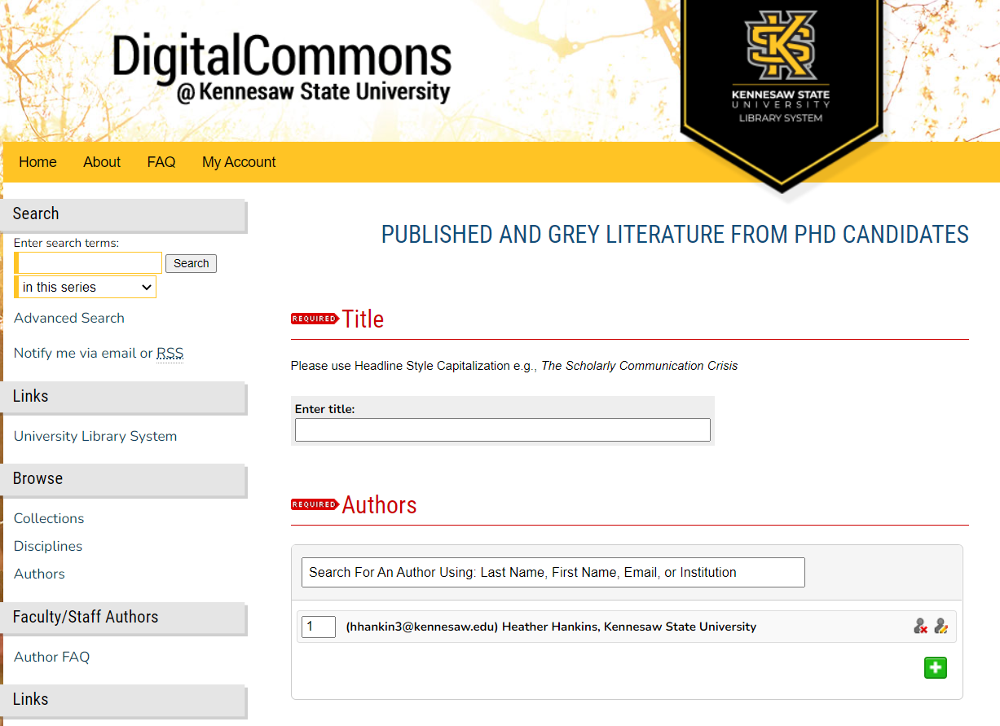 DigitalCommons
@ Kennesaw State University
KENNESAW STATE
UNIVERSITY
LIBRARY SYSTEM
Home About FAQ My Account
Search
Enter search terms:
Search
in this series
Advanced Search
Notify me via email or RSS
Links
University Library System
Browse
Collections
Disciplines
Authors
Faculty/Staff Authors
Author FAQ
Links
PUBLISHED AND GREY LITERATURE FROM PHD CANDIDATES
REQUIRED Title
Please use Headline Style Capitalization e.g., The Scholarly Communication Crisis
Enter title:
REQUIRED Authors
Search For An Author Using: Last Name, First Name, Email, or Institution
1 (hhankin3@kennesaw.edu) Heather Hankins, Kennesaw State University